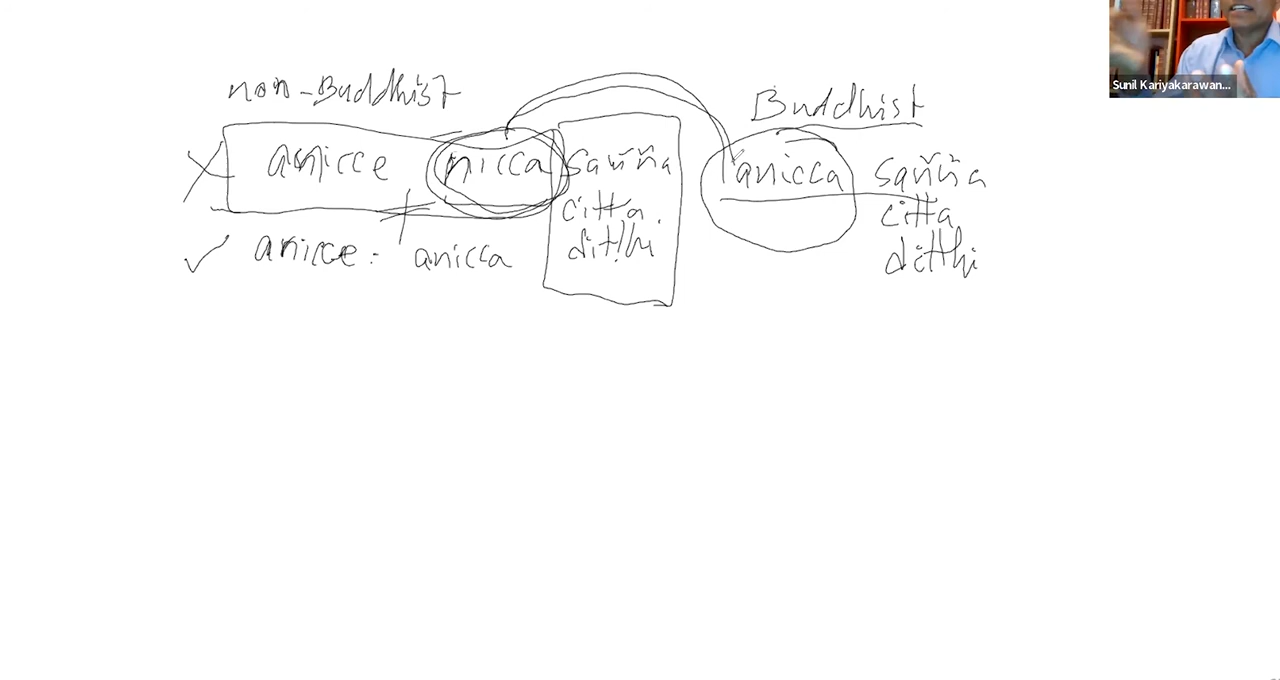 non-Buddhist
Buddhist
anicce nicca sañña anicca sañña
citta citta
diṭṭhi diṭṭhi
anicce = anicca
Sunil Kariyakarawan...